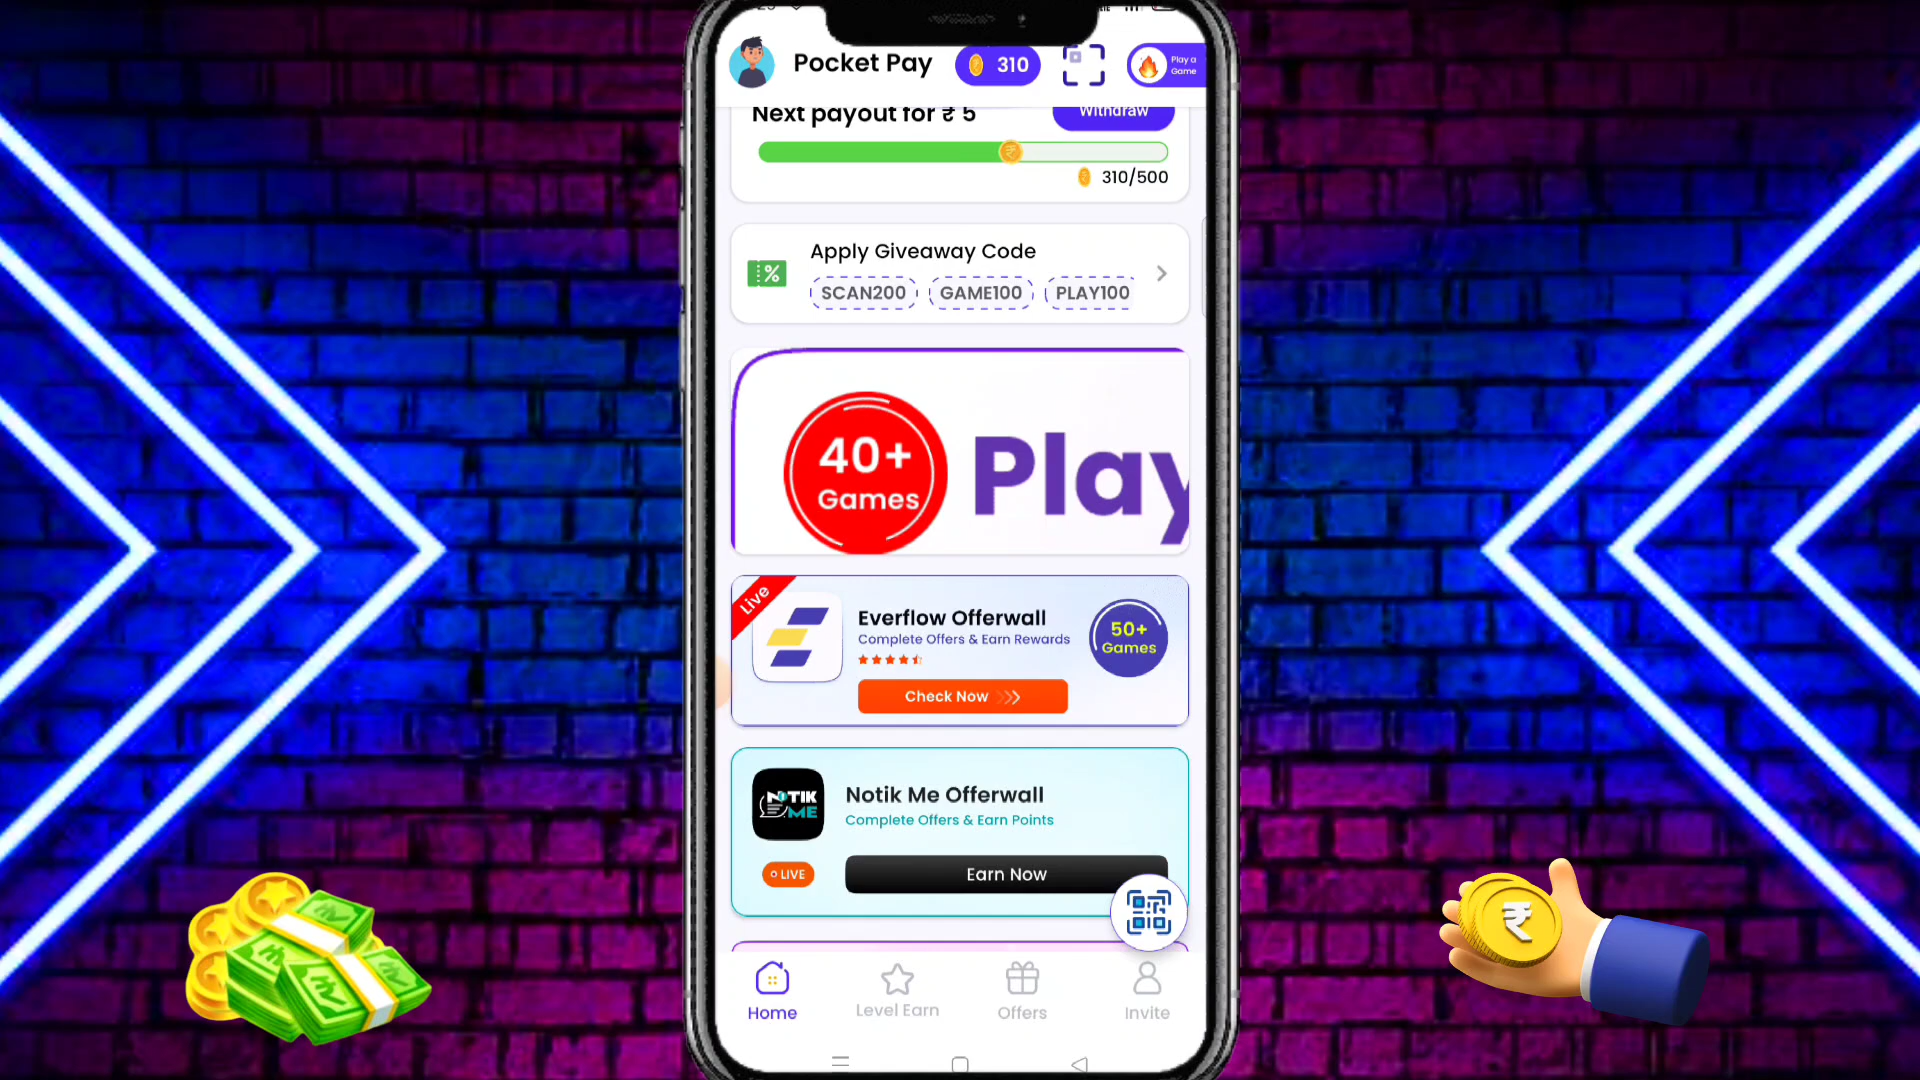 Pocket Pay
310
Play a
Game
Next payout for ₹ 5
Withdraw
310/500
Apply Giveaway Code
SCAN200
GAME100
PLAY100
40+
Games
Play
Live
Everflow Offerwall
Complete Offers & Earn Rewards
50+
Games
Check Now
NOTIK
ME
Notik Me Offerwall
Complete Offers & Earn Points
LIVE
Earn Now
Home
Level Earn
Offers
Invite